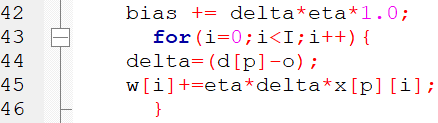 42 bias += delta*eta*1.0;
43 for(i=0;i<I;i++){
44 delta=(d[p]-o);
45 w[i]+=eta*delta*x[p][i];
46 }